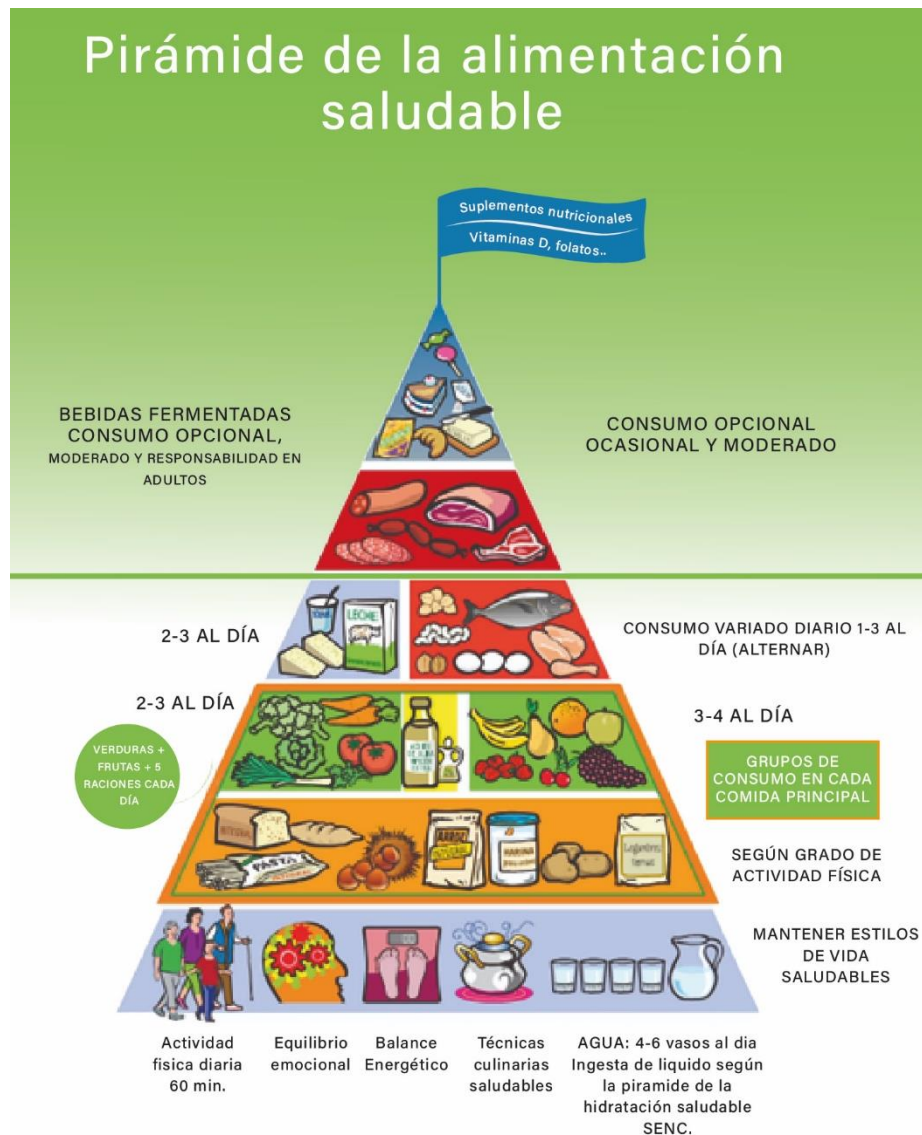 Pirámide de la alimentación
saludable
Suplementos nutricionales
Vitaminas D, folatos..
BEBIDAS FERMENTADAS
CONSUMO OPCIONAL,
MODERADO Y RESPONSABILIDAD EN
ADULTOS
CONSUMO OPCIONAL
OCASIONAL Y MODERADO
LECHE
2-3 AL DÍA
CONSUMO VARIADO DIARIO 1-3 AL
DÍA (ALTERNAR)
2-3 AL DÍA
3-4 AL DÍA
VERDURAS +
FRUTAS + 5
RACIONES CADA
DÍA
GRUPOS DE
CONSUMO EN CADA
COMIDA PRINCIPAL
INTEGRAL
PASTA
ARROZ
HARINA
Legumbres
SEGÚN GRADO DE
ACTIVIDAD FÍSICA
MANTENER ESTILOS
DE VIDA
SALUDABLES
Actividad
fisica diaria
60 min.
Equilibrio
emocional
Balance
Energético
Técnicas
culinarias
saludables
AGUA: 4-6 vasos al dia
Ingesta de liquido según
la piramide de la
hidratación saludable
SENC.